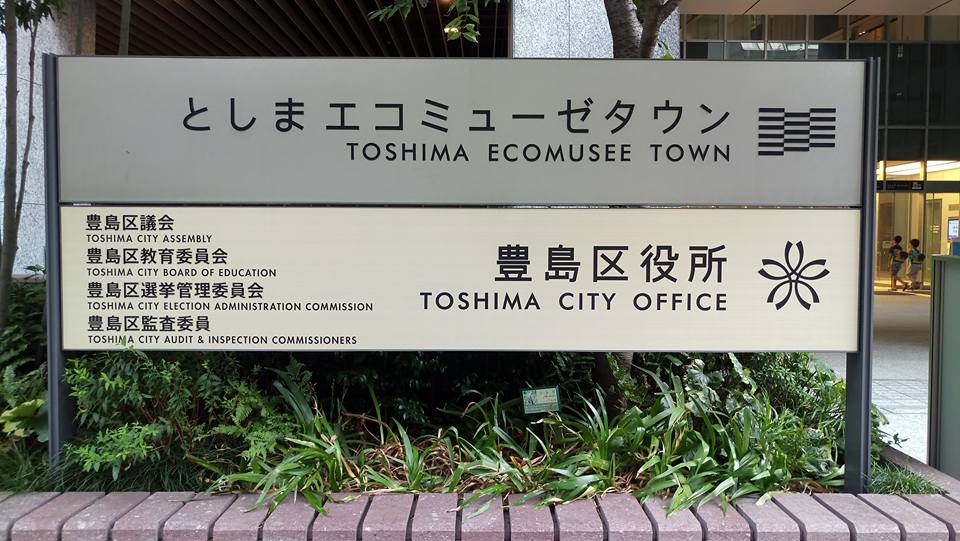 としまエコミューゼタウン
TOSHIMA ECOMUSEE TOWN
豊島区議会
TOSHIMA CITY ASSEMBLY
豊島区教育委員会
TOSHIMA CITY BOARD OF EDUCATION
豊島区選挙管理委員会
TOSHIMA CITY ELECTION ADMINISTRATION COMMISSION
豊島区監査委員
TOSHIMA CITY AUDIT & INSPECTION COMMISSIONERS
豊島区役所
TOSHIMA CITY OFFICE